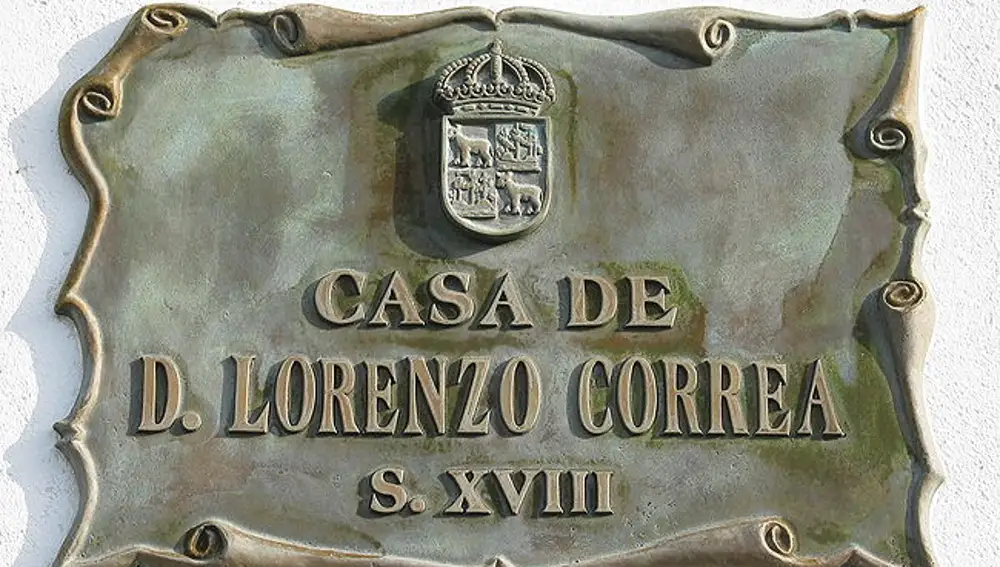 CASA DE
D. LORENZO CORREA
S. XVIII